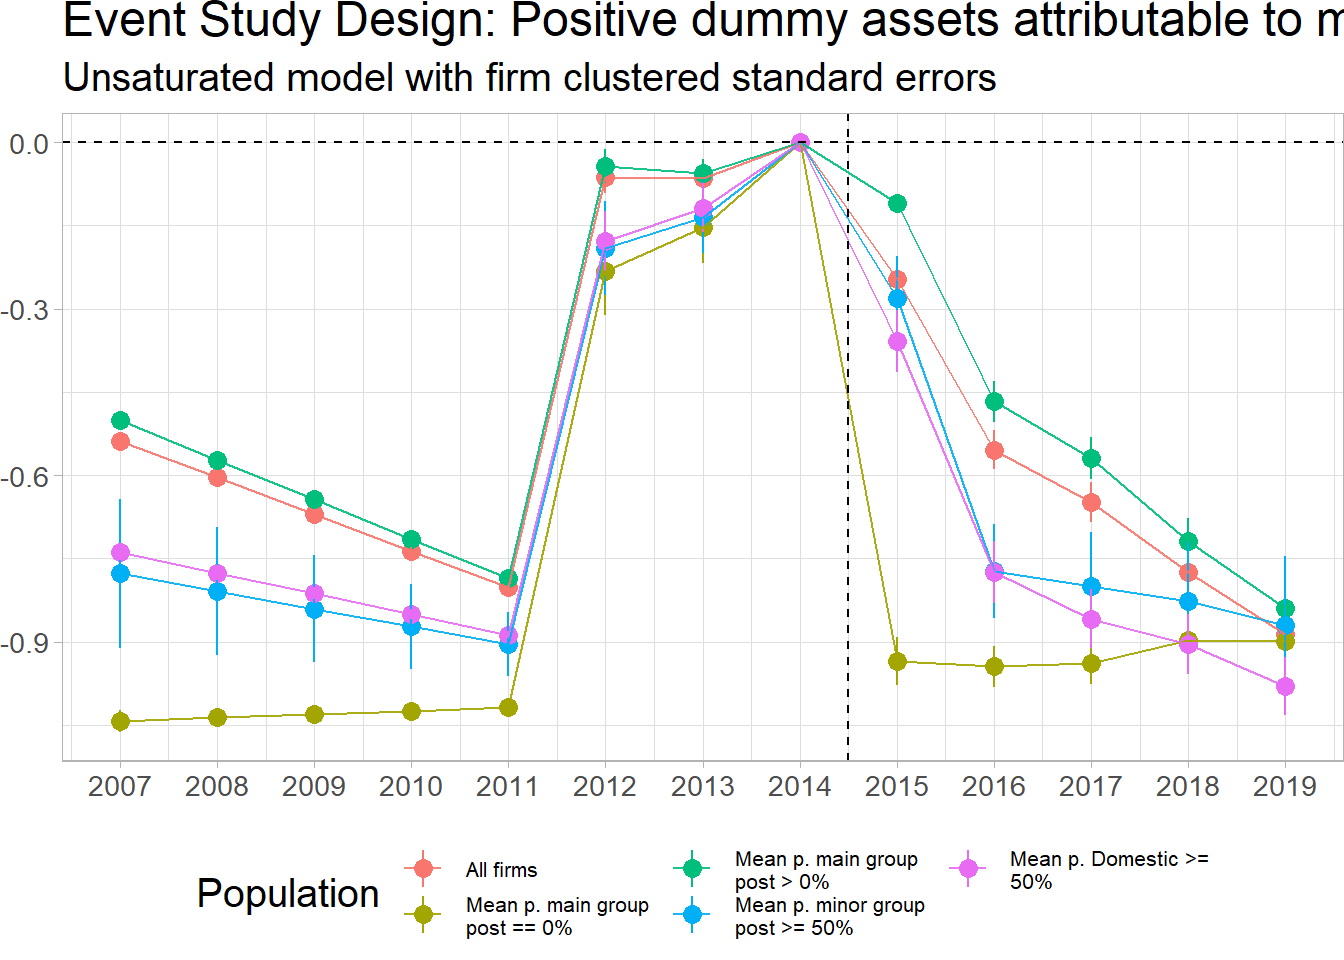 Event Study Design: Positive dummy assets attributable to m
Unsaturated model with firm clustered standard errors
0.0
-0.3
-0.6
-0.9
2007 2008 2009 2010 2011 2012 2013 2014 2015 2016 2017 2018 2019
Population
All firms
Mean p. main group
post == 0%
Mean p. main group
post > 0%
Mean p. minor group
post >= 50%
Mean p. Domestic >=
50%